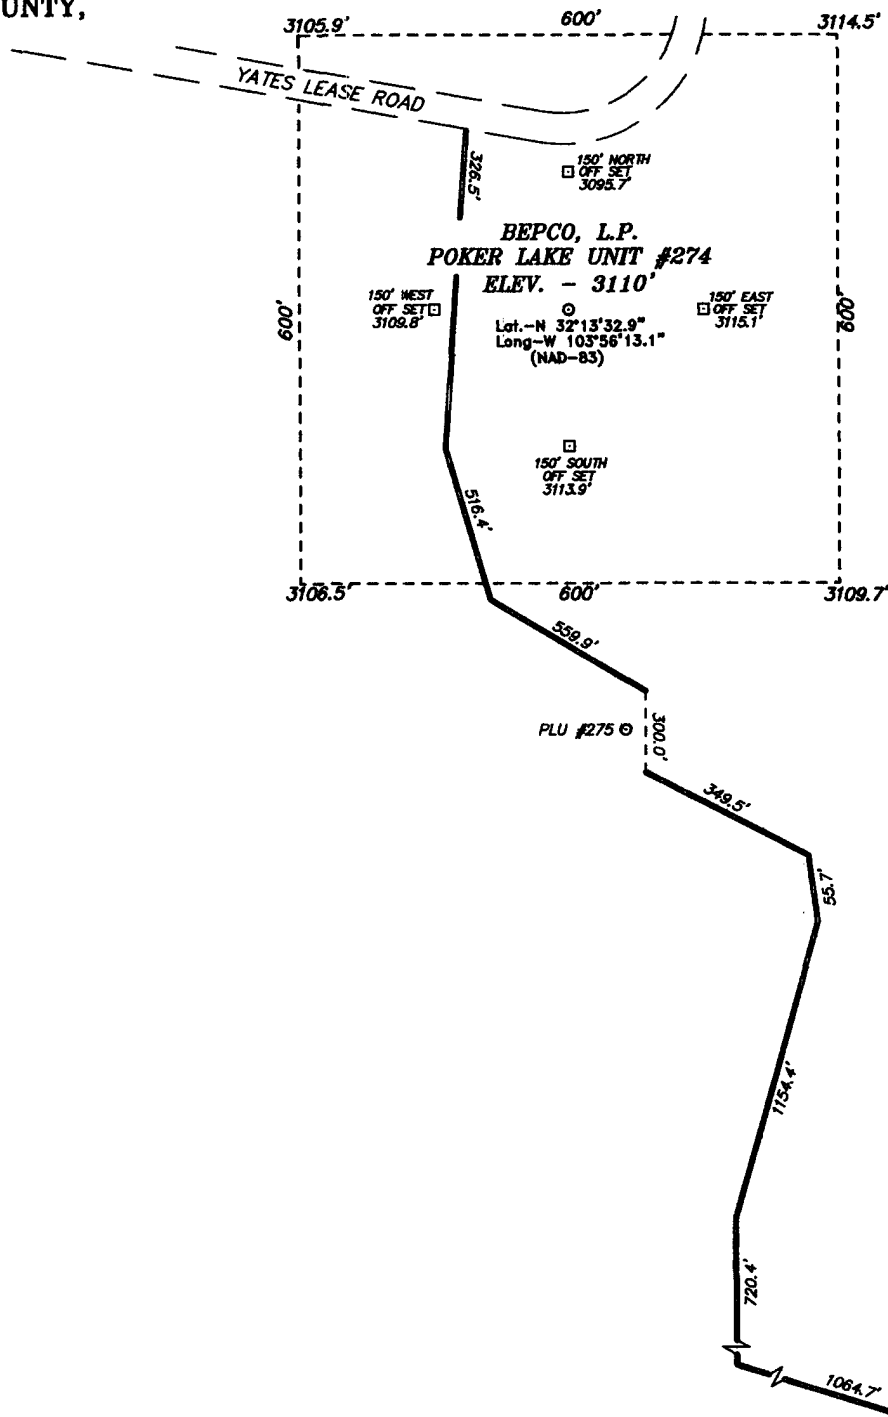 UNTY,
3105.9'
600'
3114.5'
YATES LEASE ROAD
326.5'
150' NORTH
OFF SET
3095.7'
BEPCO, L.P.
POKER LAKE UNIT #274
ELEV. - 3110'
600'
150' WEST
OFF SET
3109.8'
Lat.-N 32°13'32.9"
Long-W 103°56'13.1"
(NAD-83)
150' EAST
OFF SET
3115.1'
600'
150' SOUTH
OFF SET
3113.9'
516.4'
3106.5'
600'
3109.7'
559.9'
PLU #275
300.0'
349.5'
55.7'
1154.4'
720.4'
1064.7'